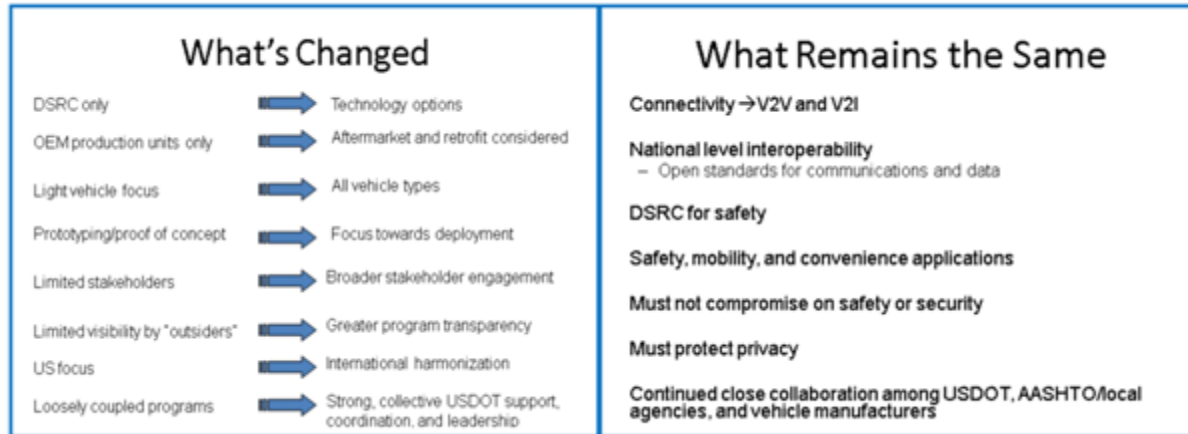 What's Changed
DSRC only
Technology options
OEM production units only
Aftermarket and retrofit considered
Light vehicle focus
All vehicle types
Prototyping/proof of concept
Focus towards deployment
Limited stakeholders
Broader stakeholder engagement
Limited visibility by "outsiders"
Greater program transparency
US focus
International harmonization
Loosely coupled programs
Strong, collective USDOT support,
coordination, and leadership
What Remains the Same
Connectivity → V2V and V2I
National level interoperability
– Open standards for communications and data
DSRC for safety
Safety, mobility, and convenience applications
Must not compromise on safety or security
Must protect privacy
Continued close collaboration among USDOT, AASHTO/local
agencies, and vehicle manufacturers